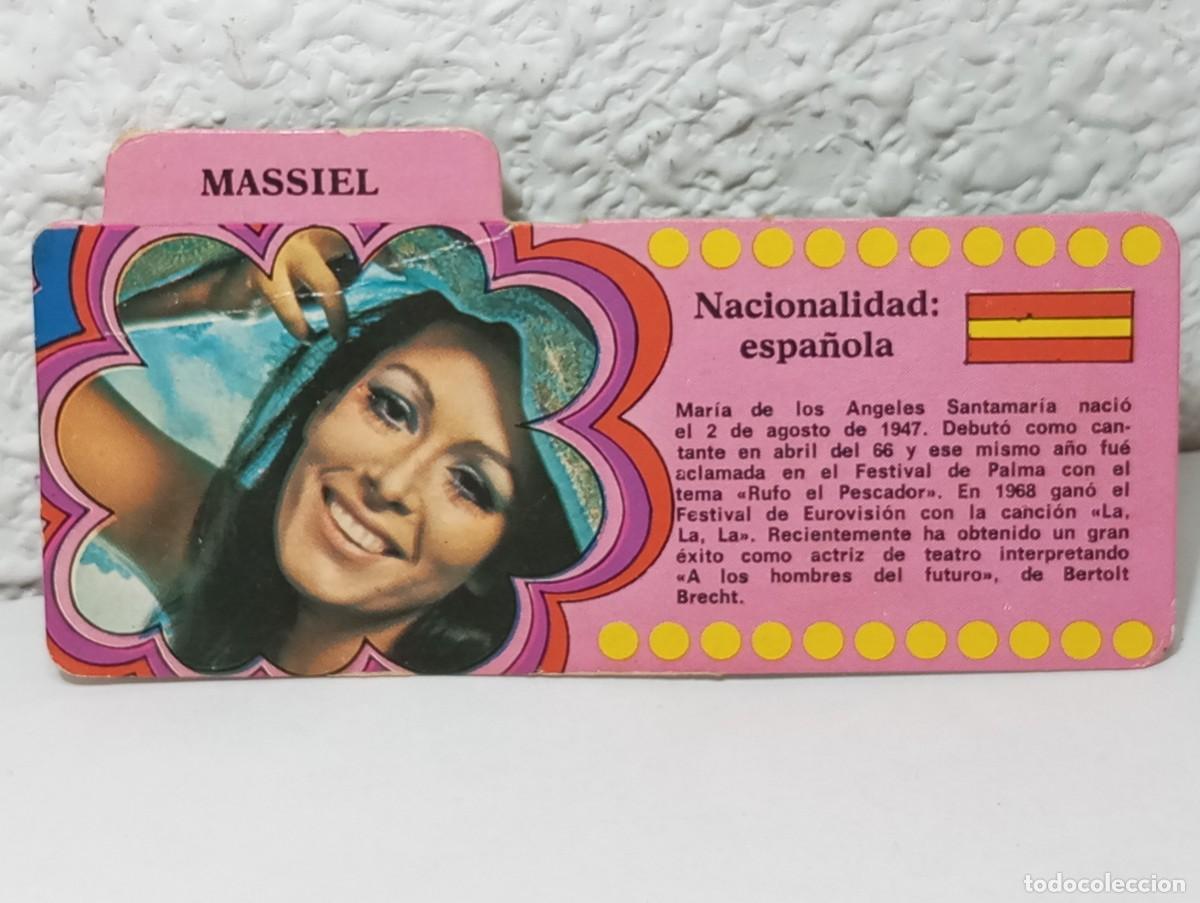 MASSIEL
Nacionalidad:
española
María de los Angeles Santamaría nació
el 2 de agosto de 1947. Debutó como can-
tante en abril del 66 y ese mismo año fué
aclamada en el Festival de Palma con el
tema «Rufo el Pescador». En 1968 ganó el
Festival de Eurovisión con la canción «La,
La, La». Recientemente ha obtenido un gran
éxito como actriz de teatro interpretando
«A los hombres del futuro», de Bertolt
Brecht.
todocoleccion